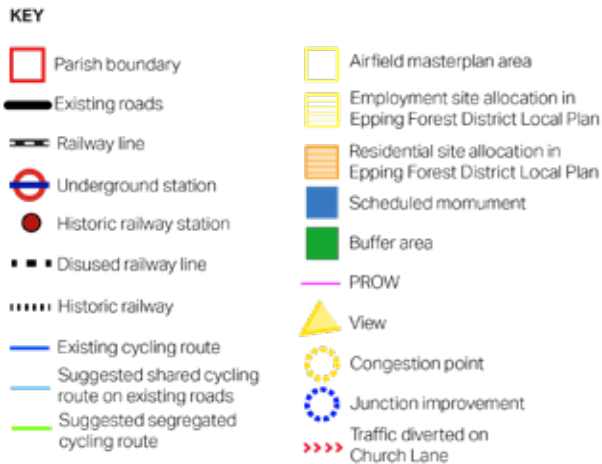 KEY
Parish boundary
Existing roads
Railway line
Underground station
Historic railway station
Disused railway line
Historic railway
Existing cycling route
Suggested shared cycling
route on existing roads
Suggested segregated
cycling route
Airfield masterplan area
Employment site allocation in
Epping Forest District Local Plan
Residential site allocation in
Epping Forest District Local Plan
Scheduled momument
Buffer area
PROW
View
Congestion point
Junction improvement
Traffic diverted on
Church Lane